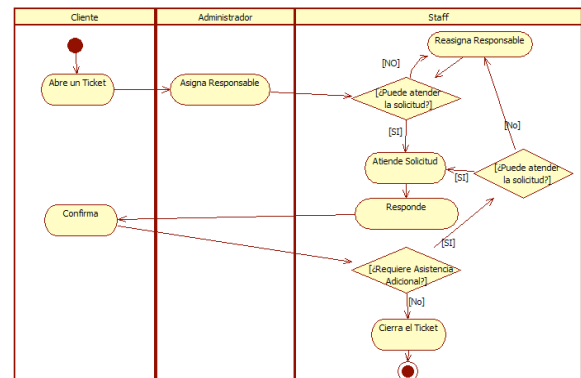 Cliente
Administrador
Staff
Reasigna Responsable
[NO]
Abre un Ticket
Asigna Responsable
[¿Puede atender
la solicitud?]
[SI]
[No]
Atiende Solicitud
[¿Puede atender
la solicitud?]
[SI]
Confirma
Responde
[SI]
[¿Requiere Asistencia
Adicional?]
[No]
Cierra el Ticket